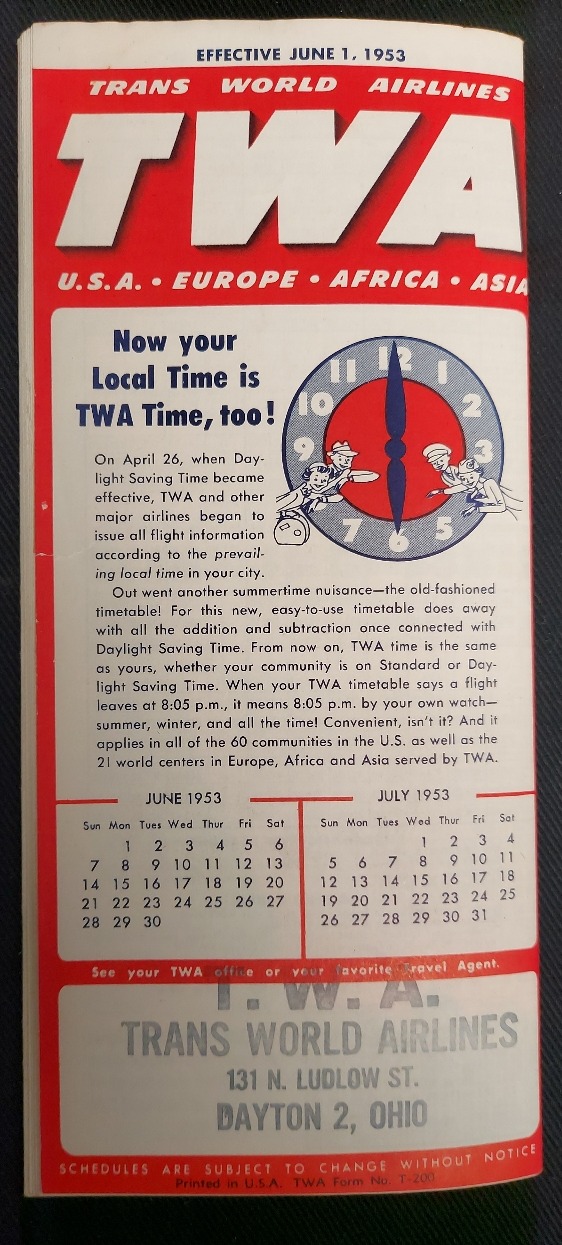 EFFECTIVE JUNE 1, 1953
TRANS WORLD AIRLINES
TWA
U.S.A. • EUROPE • AFRICA • ASIA
Now your
Local Time is
TWA Time, too!
12
11 1
10 2
9 3
7 6 5
On April 26, when Day-
light Saving Time became
effective, TWA and other
major airlines began to
issue all flight information
according to the prevail-
ing local time in your city.
Out went another summertime nuisance—the old-fashioned
timetable! For this new, easy-to-use timetable does away
with all the addition and subtraction once connected with
Daylight Saving Time. From now on, TWA time is the same
as yours, whether your community is on Standard or Day-
light Saving Time. When your TWA timetable says a flight
leaves at 8:05 p.m., it means 8:05 p.m. by your own watch—
summer, winter, and all the time! Convenient, isn't it? And it
applies in all of the 60 communities in the U.S. as well as the
21 world centers in Europe, Africa and Asia served by TWA.
JUNE 1953
Sun Mon Tues Wed Thur Fri Sat
1 2 3 4 5 6
7 8 9 10 11 12 13
14 15 16 17 18 19 20
21 22 23 24 25 26 27
28 29 30
JULY 1953
Sun Mon Tues Wed Thur Fri Sat
1 2 3 4
5 6 7 8 9 10 11
12 13 14 15 16 17 18
19 20 21 22 23 24 25
26 27 28 29 30 31
See your TWA office or your favorite Travel Agent.
T. W. A.
TRANS WORLD AIRLINES
131 N. LUDLOW ST.
DAYTON 2, OHIO
SCHEDULES ARE SUBJECT TO CHANGE WITHOUT NOTICE
Printed in U.S.A. TWA Form No. T-200